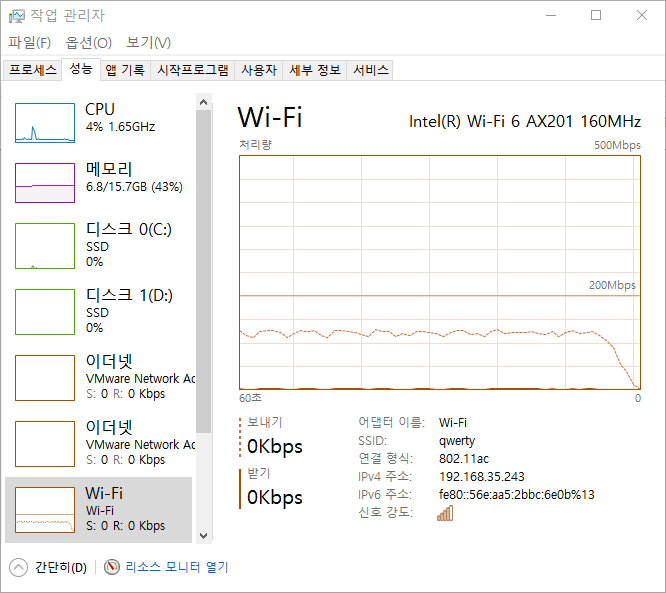 작업 관리자
파일(F) 옵션(O) 보기(V)
프로세스 성능 앱 기록 시작프로그램 사용자 세부 정보 서비스
CPU
4% 1.65GHz
메모리
6.8/15.7GB (43%)
디스크 0(C:)
SSD
0%
디스크 1(D:)
SSD
0%
이더넷
VMware Network Ac
S: 0 R: 0 Kbps
이더넷
VMware Network Ac
S: 0 R: 0 Kbps
Wi-Fi
Wi-Fi
S: 0 R: 0 Kbps
Wi-Fi
Intel(R) Wi-Fi 6 AX201 160MHz
처리량 500Mbps
200Mbps
60초 0
보내기
0Kbps
받기
0Kbps
어댑터 이름: Wi-Fi
SSID: qwerty
연결 형식: 802.11ac
IPv4 주소: 192.168.35.243
IPv6 주소: fe80::56e:aa5:2bbc:6e0b%13
신호 강도:
간단히(D) 리소스 모니터 열기